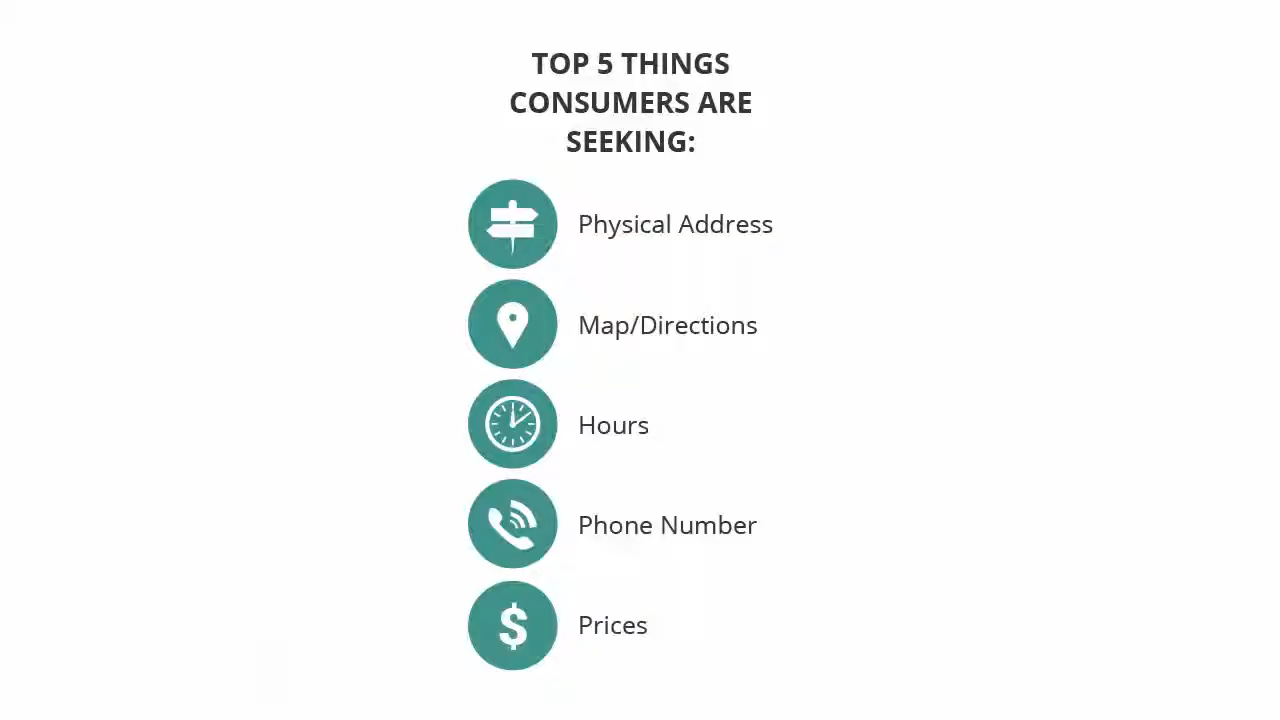 TOP 5 THINGS
CONSUMERS ARE
SEEKING:
Physical Address
Map/Directions
Hours
Phone Number
$ Prices